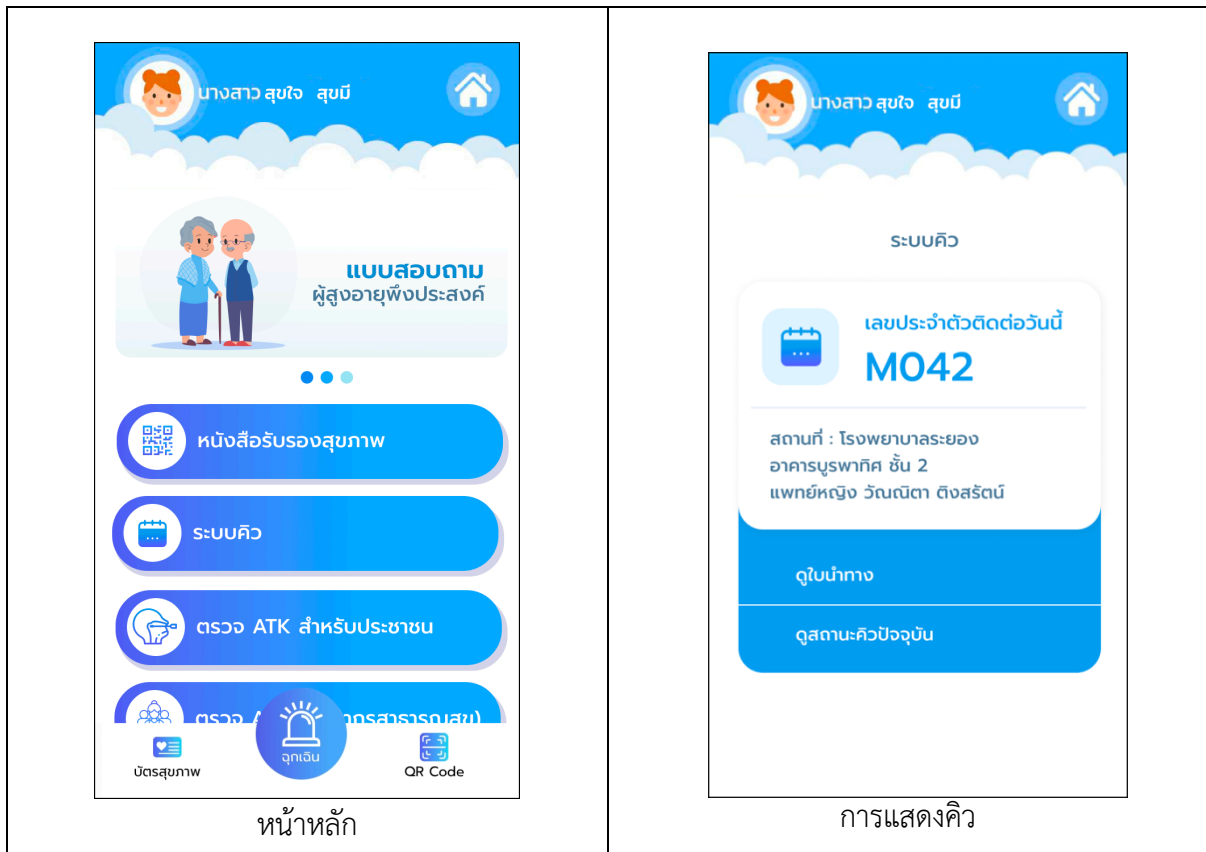 นางสาว สุขใจ สุขมี
แบบสอบถาม
ผู้สูงอายุพึงประสงค์
หนังสือรับรองสุขภาพ
ระบบคิว
ตรวจ ATK สำหรับประชาชน
ตรวจ
ากรสาธารณสุข)
ฉุกเฉิน
บัตรสุขภาพ
QR Code
หน้าหลัก
นางสาว สุขใจ สุขมี
ระบบคิว
เลขประจำตัวติดต่อวันนี้
M042
สถานที่ : โรงพยาบาลระยอง
อาคารบูรพาทิศ ชั้น 2
แพทย์หญิง วัณณิตา ติงสรัตน์
ดูใบนำทาง
ดูสถานะคิวปัจจุบัน
การแสดงคิว